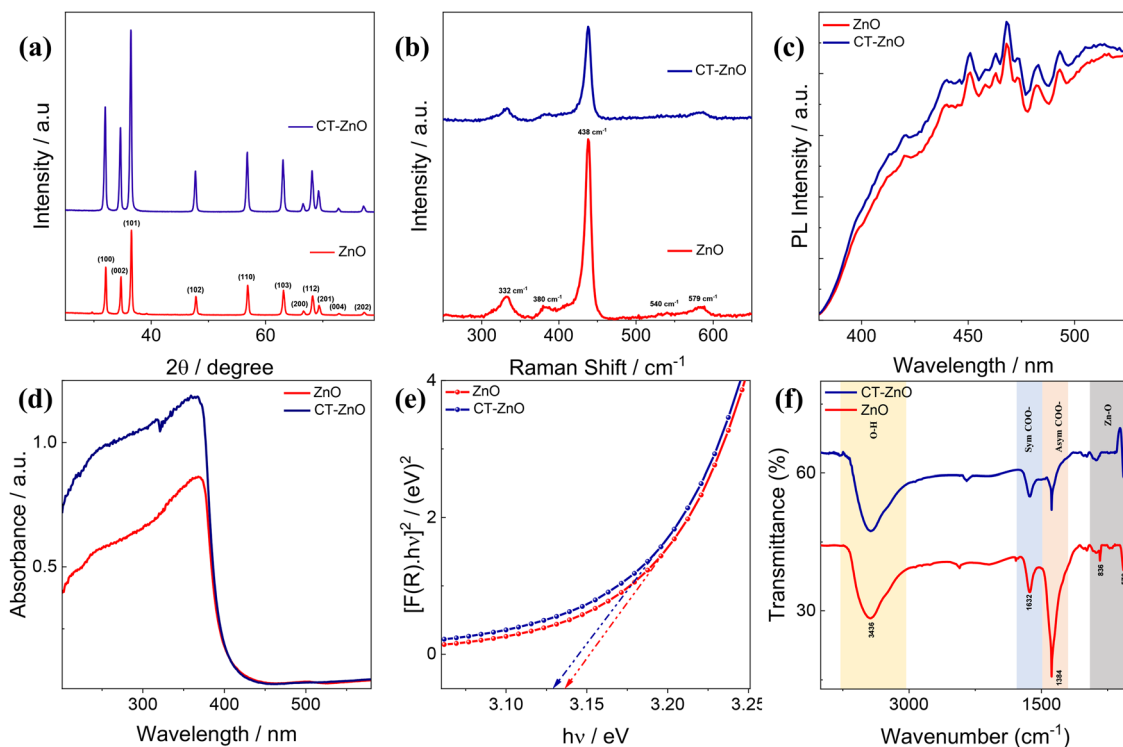 (a)
CT-ZnO
ZnO
(100)
(002)
(101)
(102)
(110)
(103)
(200)
(112)
(201)
(004)
(202)
40
60
2θ / degree
Intensity / a.u
(b)
CT-ZnO
438 cm-1
ZnO
332 cm-1
380 cm-1
540 cm-1
579 cm-1
300
400
500
600
Raman Shift / cm-1
Intensity / a.u.
(c)
ZnO
CT-ZnO
400
450
500
Wavelength / nm
PL Intensity / a.u.
(d)
ZnO
CT-ZnO
1.0
0.5
300
400
500
Wavelength / nm
Absorbance / a.u.
(e)
ZnO
CT-ZnO
4
2
0
3.10
3.15
3.20
3.25
hν / eV
[F(R).hν]2 / (eV)2
(f)
CT-ZnO
ZnO
O-H
Sym COO-
Asym COO-
Zn-O
60
30
3436
1632
1384
836
3000
1500
Wavenumber (cm-1)
Transmittance (%)